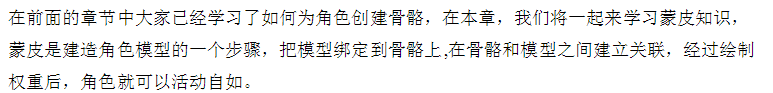 在前面的章节中大家已经学习了如何为角色创建骨骼，在本章，我们将一起来学习蒙皮知识，
蒙皮是建造角色模型的一个步骤，把模型绑定到骨骼上,在骨骼和模型之间建立关联，经过绘制
权重后，角色就可以活动自如。